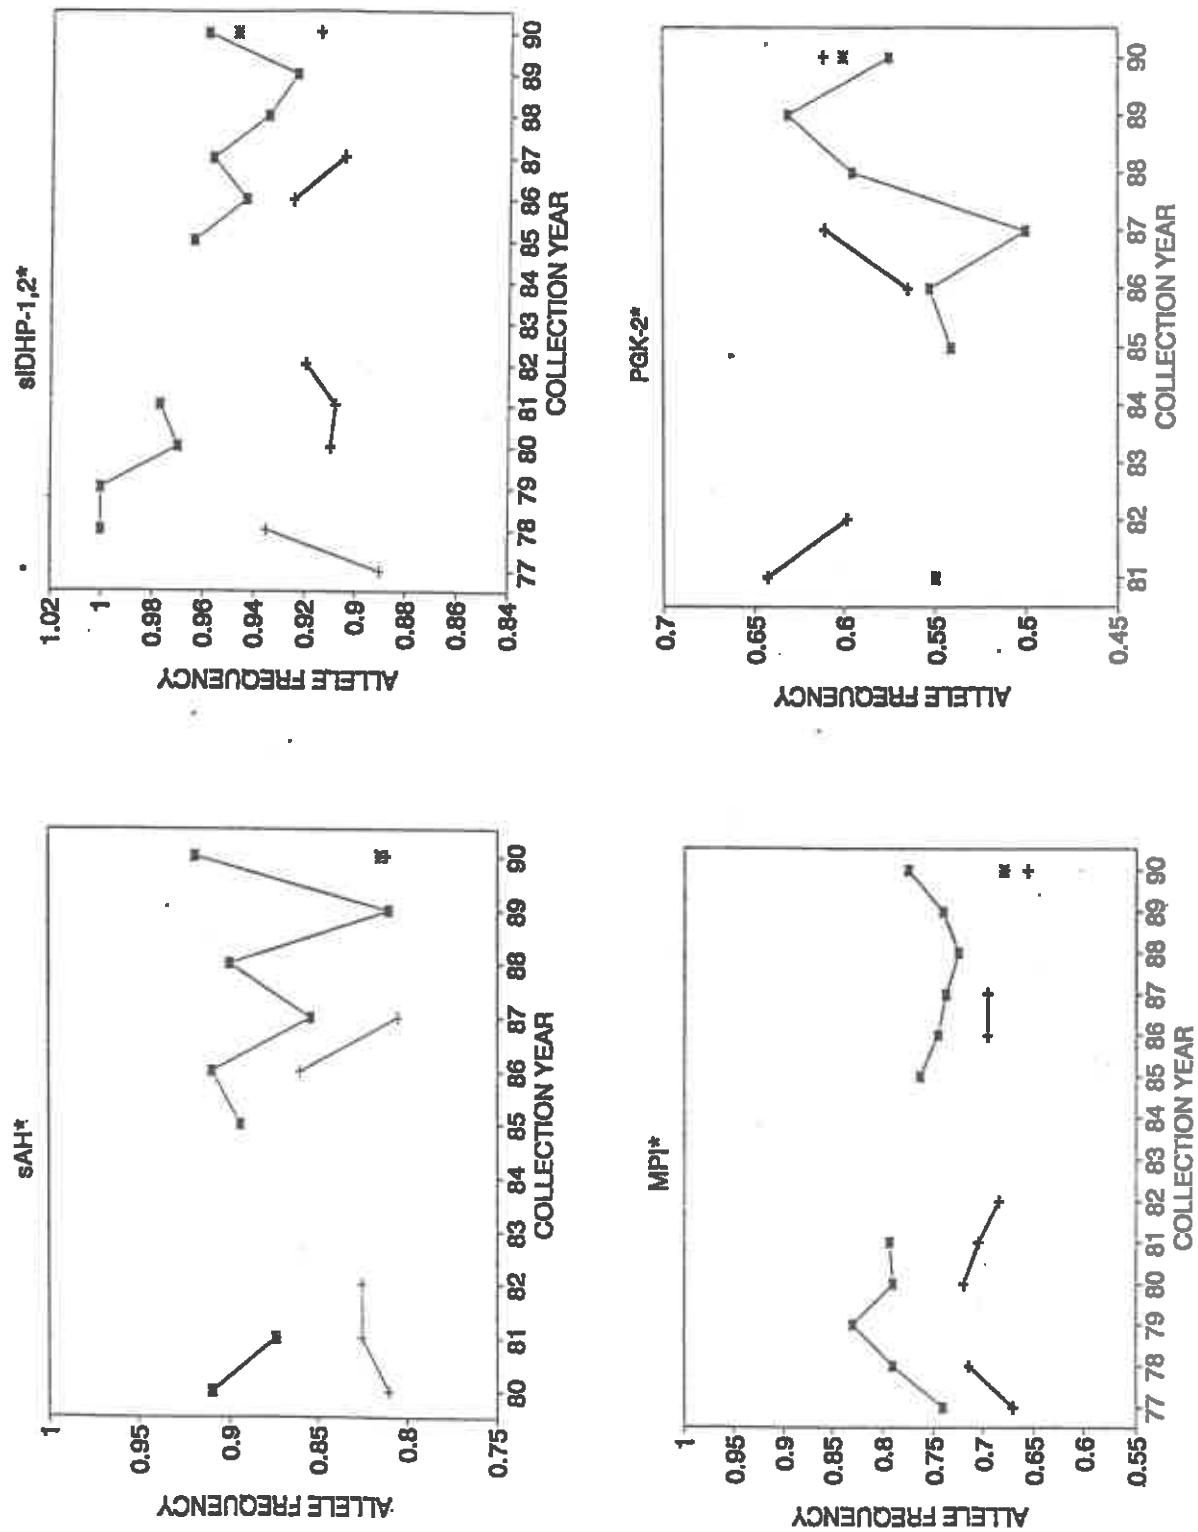 sAH*
ALLELE FREQUENCY
1
0.95
0.9
0.85
0.8
0.75
80 81 82 83 84 85 86 87 88 89 90
COLLECTION YEAR
sIDHP-1,2*
ALLELE FREQUENCY
1.02
1
0.98
0.96
0.94
0.92
0.9
0.88
0.86
0.84
77 78 79 80 81 82 83 84 85 86 87 88 89 90
COLLECTION YEAR
MPI*
ALLELE FREQUENCY
1
0.95
0.9
0.85
0.8
0.75
0.7
0.65
0.6
0.55
77 78 79 80 81 82 83 84 85 86 87 88 89 90
COLLECTION YEAR
PGK-2*
ALLELE FREQUENCY
0.7
0.65
0.6
0.55
0.5
0.45
81 82 83 84 85 86 87 88 89 90
COLLECTION YEAR